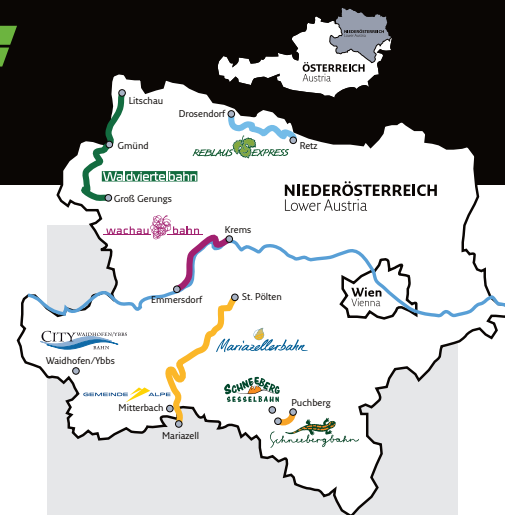 NIEDERÖSTERREICH
Lower Austria
ÖSTERREICH
Austria
Litschau
Drosendorf
Gmünd
Retz
REBLAUS EXPRESS
Waldviertelbahn
NIEDERÖSTERREICH
Lower Austria
Groß Gerungs
wachau bahn
Krems
Wien
Vienna
Emmersdorf
St. Pölten
CITY WAIDHOFEN/YBBS
BAHN
Mariazellerbahn
Waidhofen/Ybbs
SCHNEEBERG
SESSELBAHN
GEMEINDE ALPE
Puchberg
Mitterbach
Mariazell
Schneebergbahn